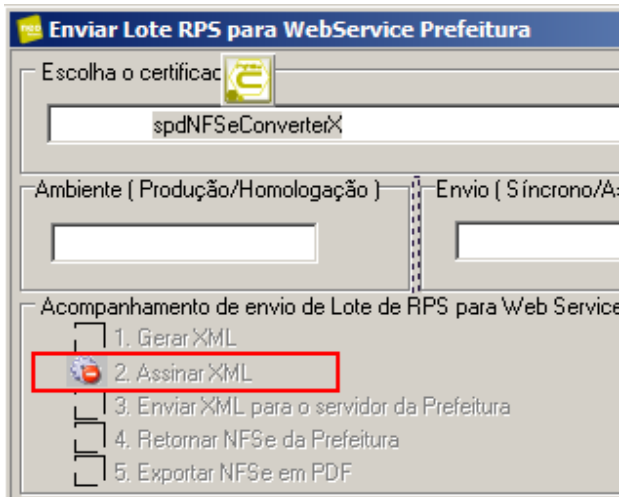 neo Enviar Lote RPS para WebService Prefeitura
Escolha o certificac
spdNFSeConverterX
Ambiente ( Produção/Homologação )
Envio ( Síncrono/A
Acompanhamento de envio de Lote de RPS para Web Service
1. Gerar XML
2. Assinar XML
3. Enviar XML para o servidor da Prefeitura
4. Retornar NFSe da Prefeitura
5. Exportar NFSe em PDF